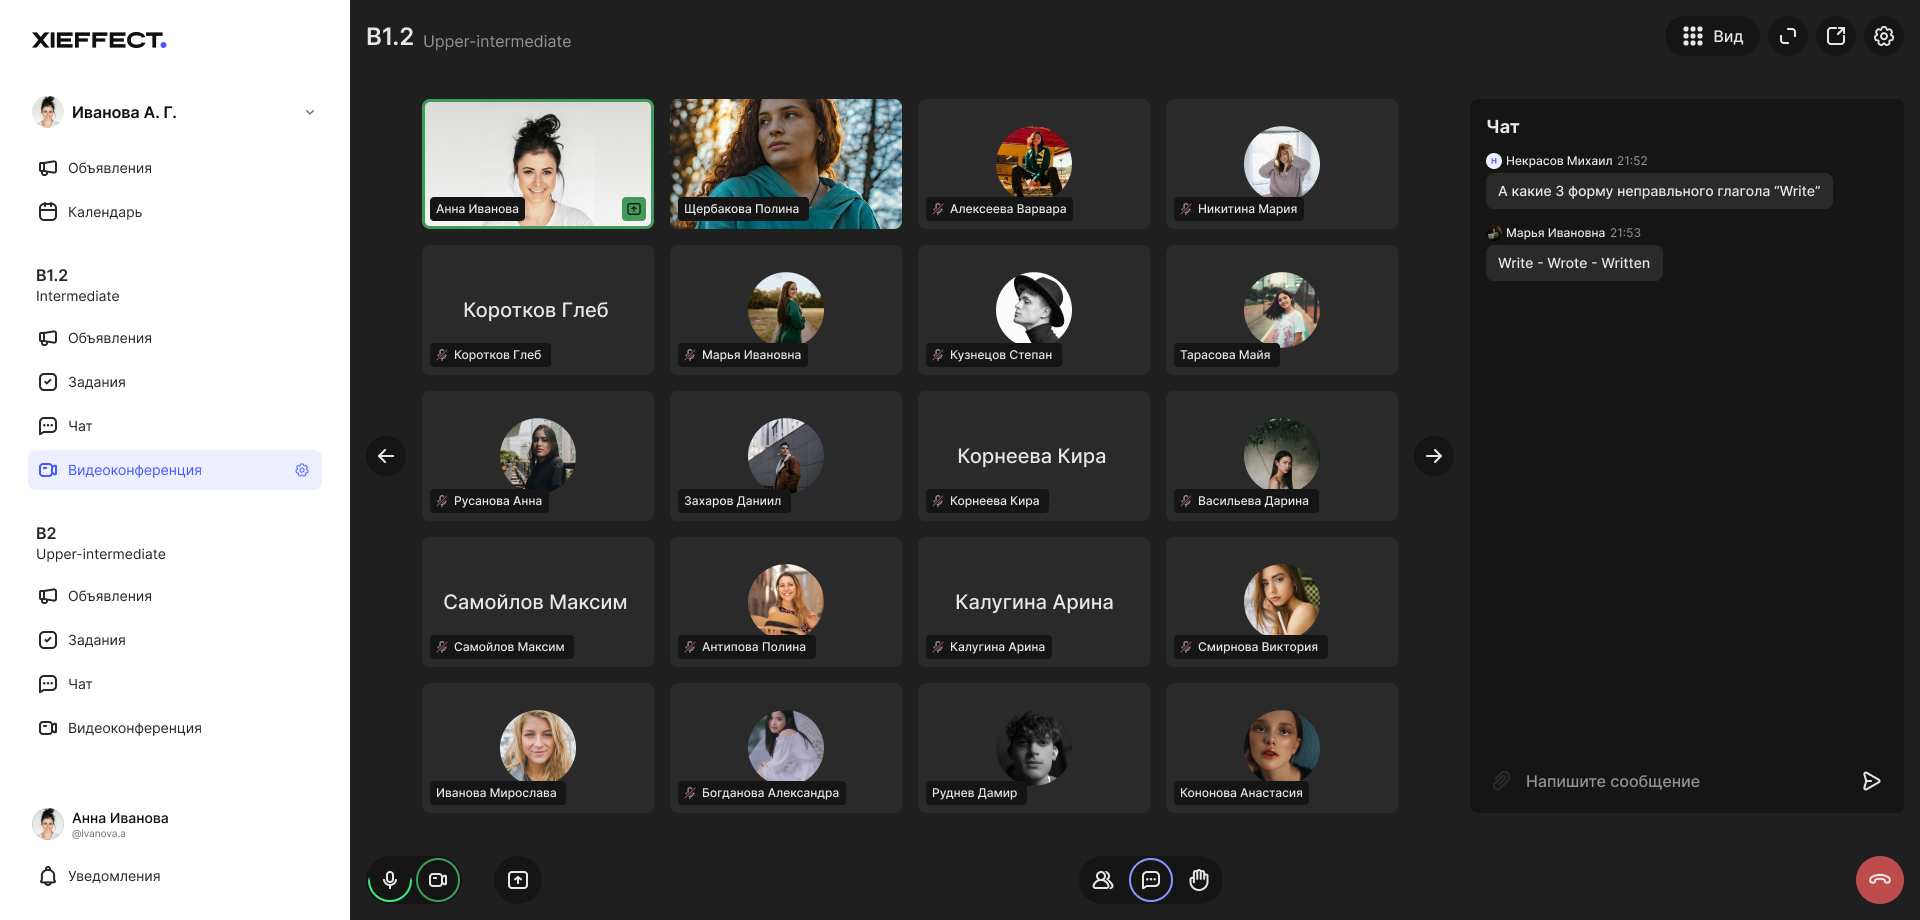 XIEFFECT.
Иванова А. Г.
Объявления
Календарь
B1.2
Intermediate
Объявления
Задания
Чат
Видеоконференция
B2
Upper-intermediate
Объявления
Задания
Чат
Видеоконференция
Анна Иванова
@ivanova.a
Уведомления
B1.2 Upper-intermediate
Вид
Анна Иванова
Щербакова Полина
Алексеева Варвара
Никитина Мария
Коротков Глеб
Коротков Глеб
Марья Ивановна
Кузнецов Степан
Тарасова Майя
Русанова Анна
Захаров Даниил
Корнеева Кира
Корнеева Кира
Васильева Дарина
Самойлов Максим
Самойлов Максим
Антипова Полина
Калугина Арина
Калугина Арина
Смирнова Виктория
Иванова Мирослава
Богданова Александра
Руднев Дамир
Кононова Анастасия
Чат
Н Некрасов Михаил 21:52
А какие 3 форму неправльного глагола “Write”
Марья Ивановна 21:53
Write - Wrote - Written
Напишите сообщение